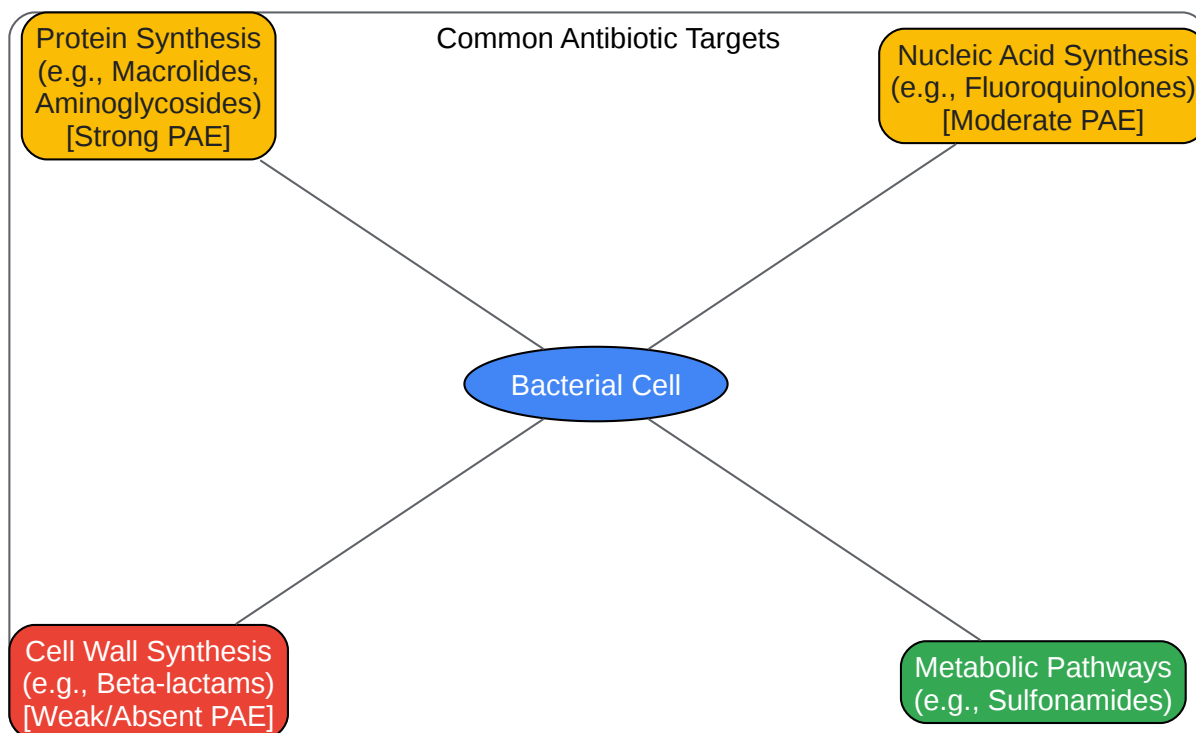 Common Antibiotic Targets
Protein Synthesis
(e.g., Macrolides,
Aminoglycosides)
[Strong PAE]
Nucleic Acid Synthesis
(e.g., Fluoroquinolones)
[Moderate PAE]
Bacterial Cell
Cell Wall Synthesis
(e.g., Beta-lactams)
[Weak/Absent PAE]
Metabolic Pathways
(e.g., Sulfonamides)